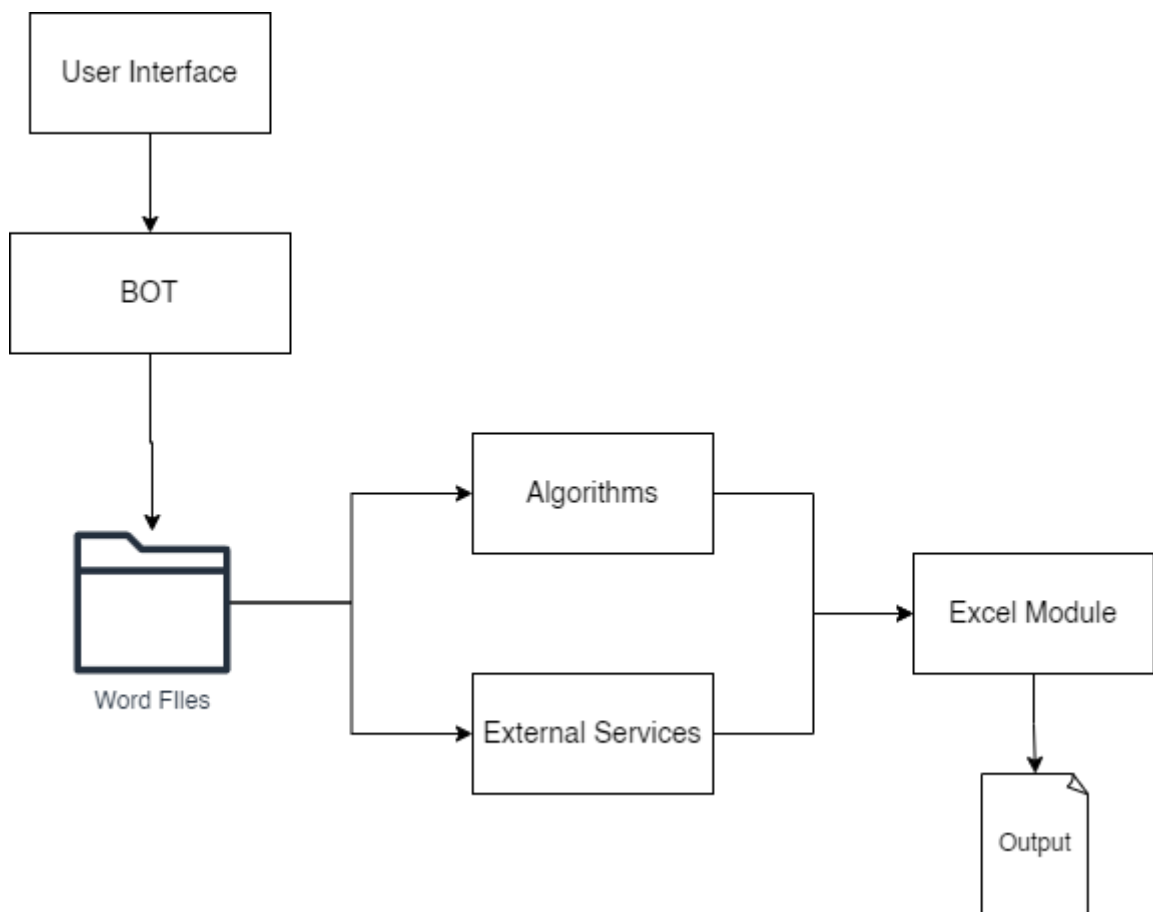 User Interface
BOT
Algorithms
Excel Module
Word FIles
External Services
Output